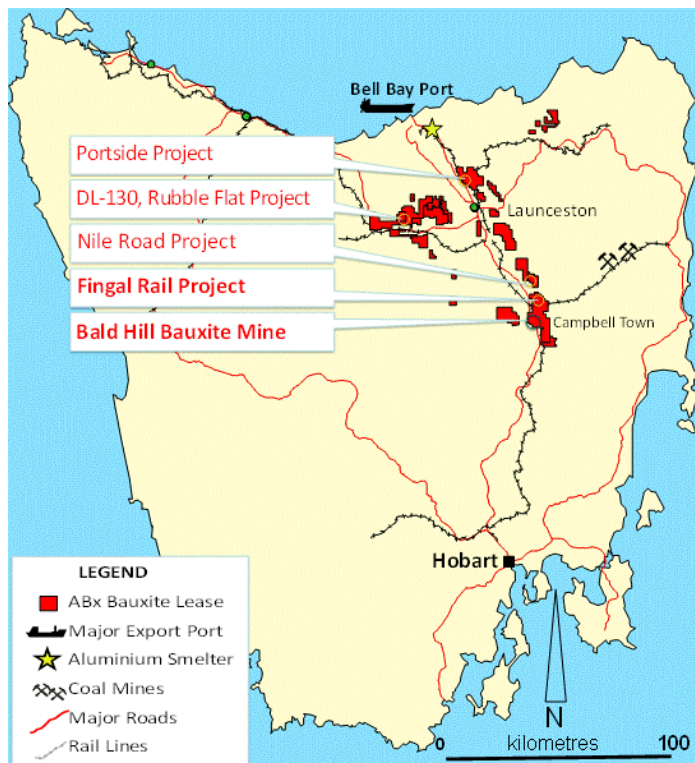 Bell Bay Port
Portside Project
DL-130, Rubble Flat Project
Launceston
Nile Road Project
Fingal Rail Project
Bald Hill Bauxite Mine
Campbell Town
Hobart
LEGEND
ABx Bauxite Lease
Major Export Port
Aluminium Smelter
Coal Mines
Major Roads
Rail Lines
N
0 kilometres 100